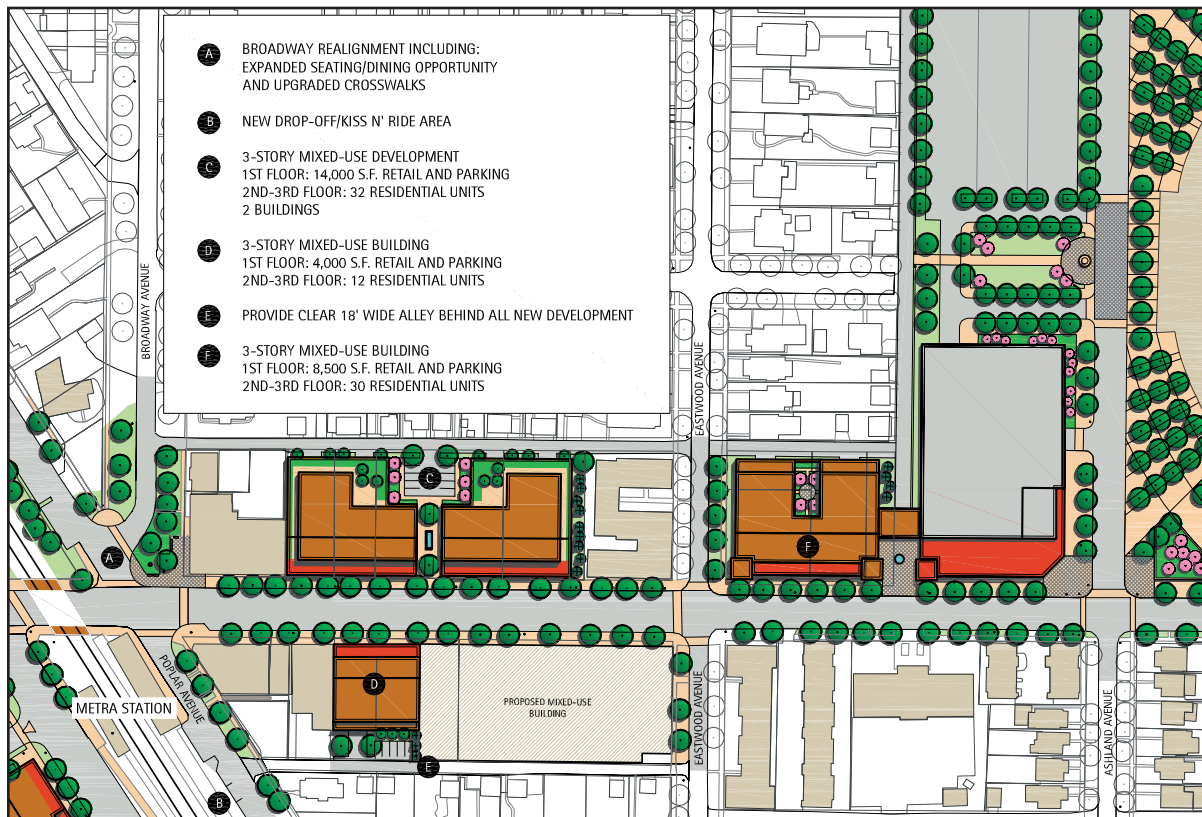 A
BROADWAY REALIGNMENT INCLUDING:
EXPANDED SEATING/DINING OPPORTUNITY
AND UPGRADED CROSSWALKS
B
NEW DROP-OFF/KISS N' RIDE AREA
C
3-STORY MIXED-USE DEVELOPMENT
1ST FLOOR: 14,000 S.F. RETAIL AND PARKING
2ND-3RD FLOOR: 32 RESIDENTIAL UNITS
2 BUILDINGS
D
3-STORY MIXED-USE BUILDING
1ST FLOOR: 4,000 S.F. RETAIL AND PARKING
2ND-3RD FLOOR: 12 RESIDENTIAL UNITS
E
PROVIDE CLEAR 18' WIDE ALLEY BEHIND ALL NEW DEVELOPMENT
F
3-STORY MIXED-USE BUILDING
1ST FLOOR: 8,500 S.F. RETAIL AND PARKING
2ND-3RD FLOOR: 30 RESIDENTIAL UNITS
BROADWAY AVENUE
EASTWOOD AVENUE
C
F
A
POPLAR AVENUE
METRA STATION
D
PROPOSED MIXED-USE
BUILDING
EASTWOOD AVENUE
ASHLAND AVENUE
E
B